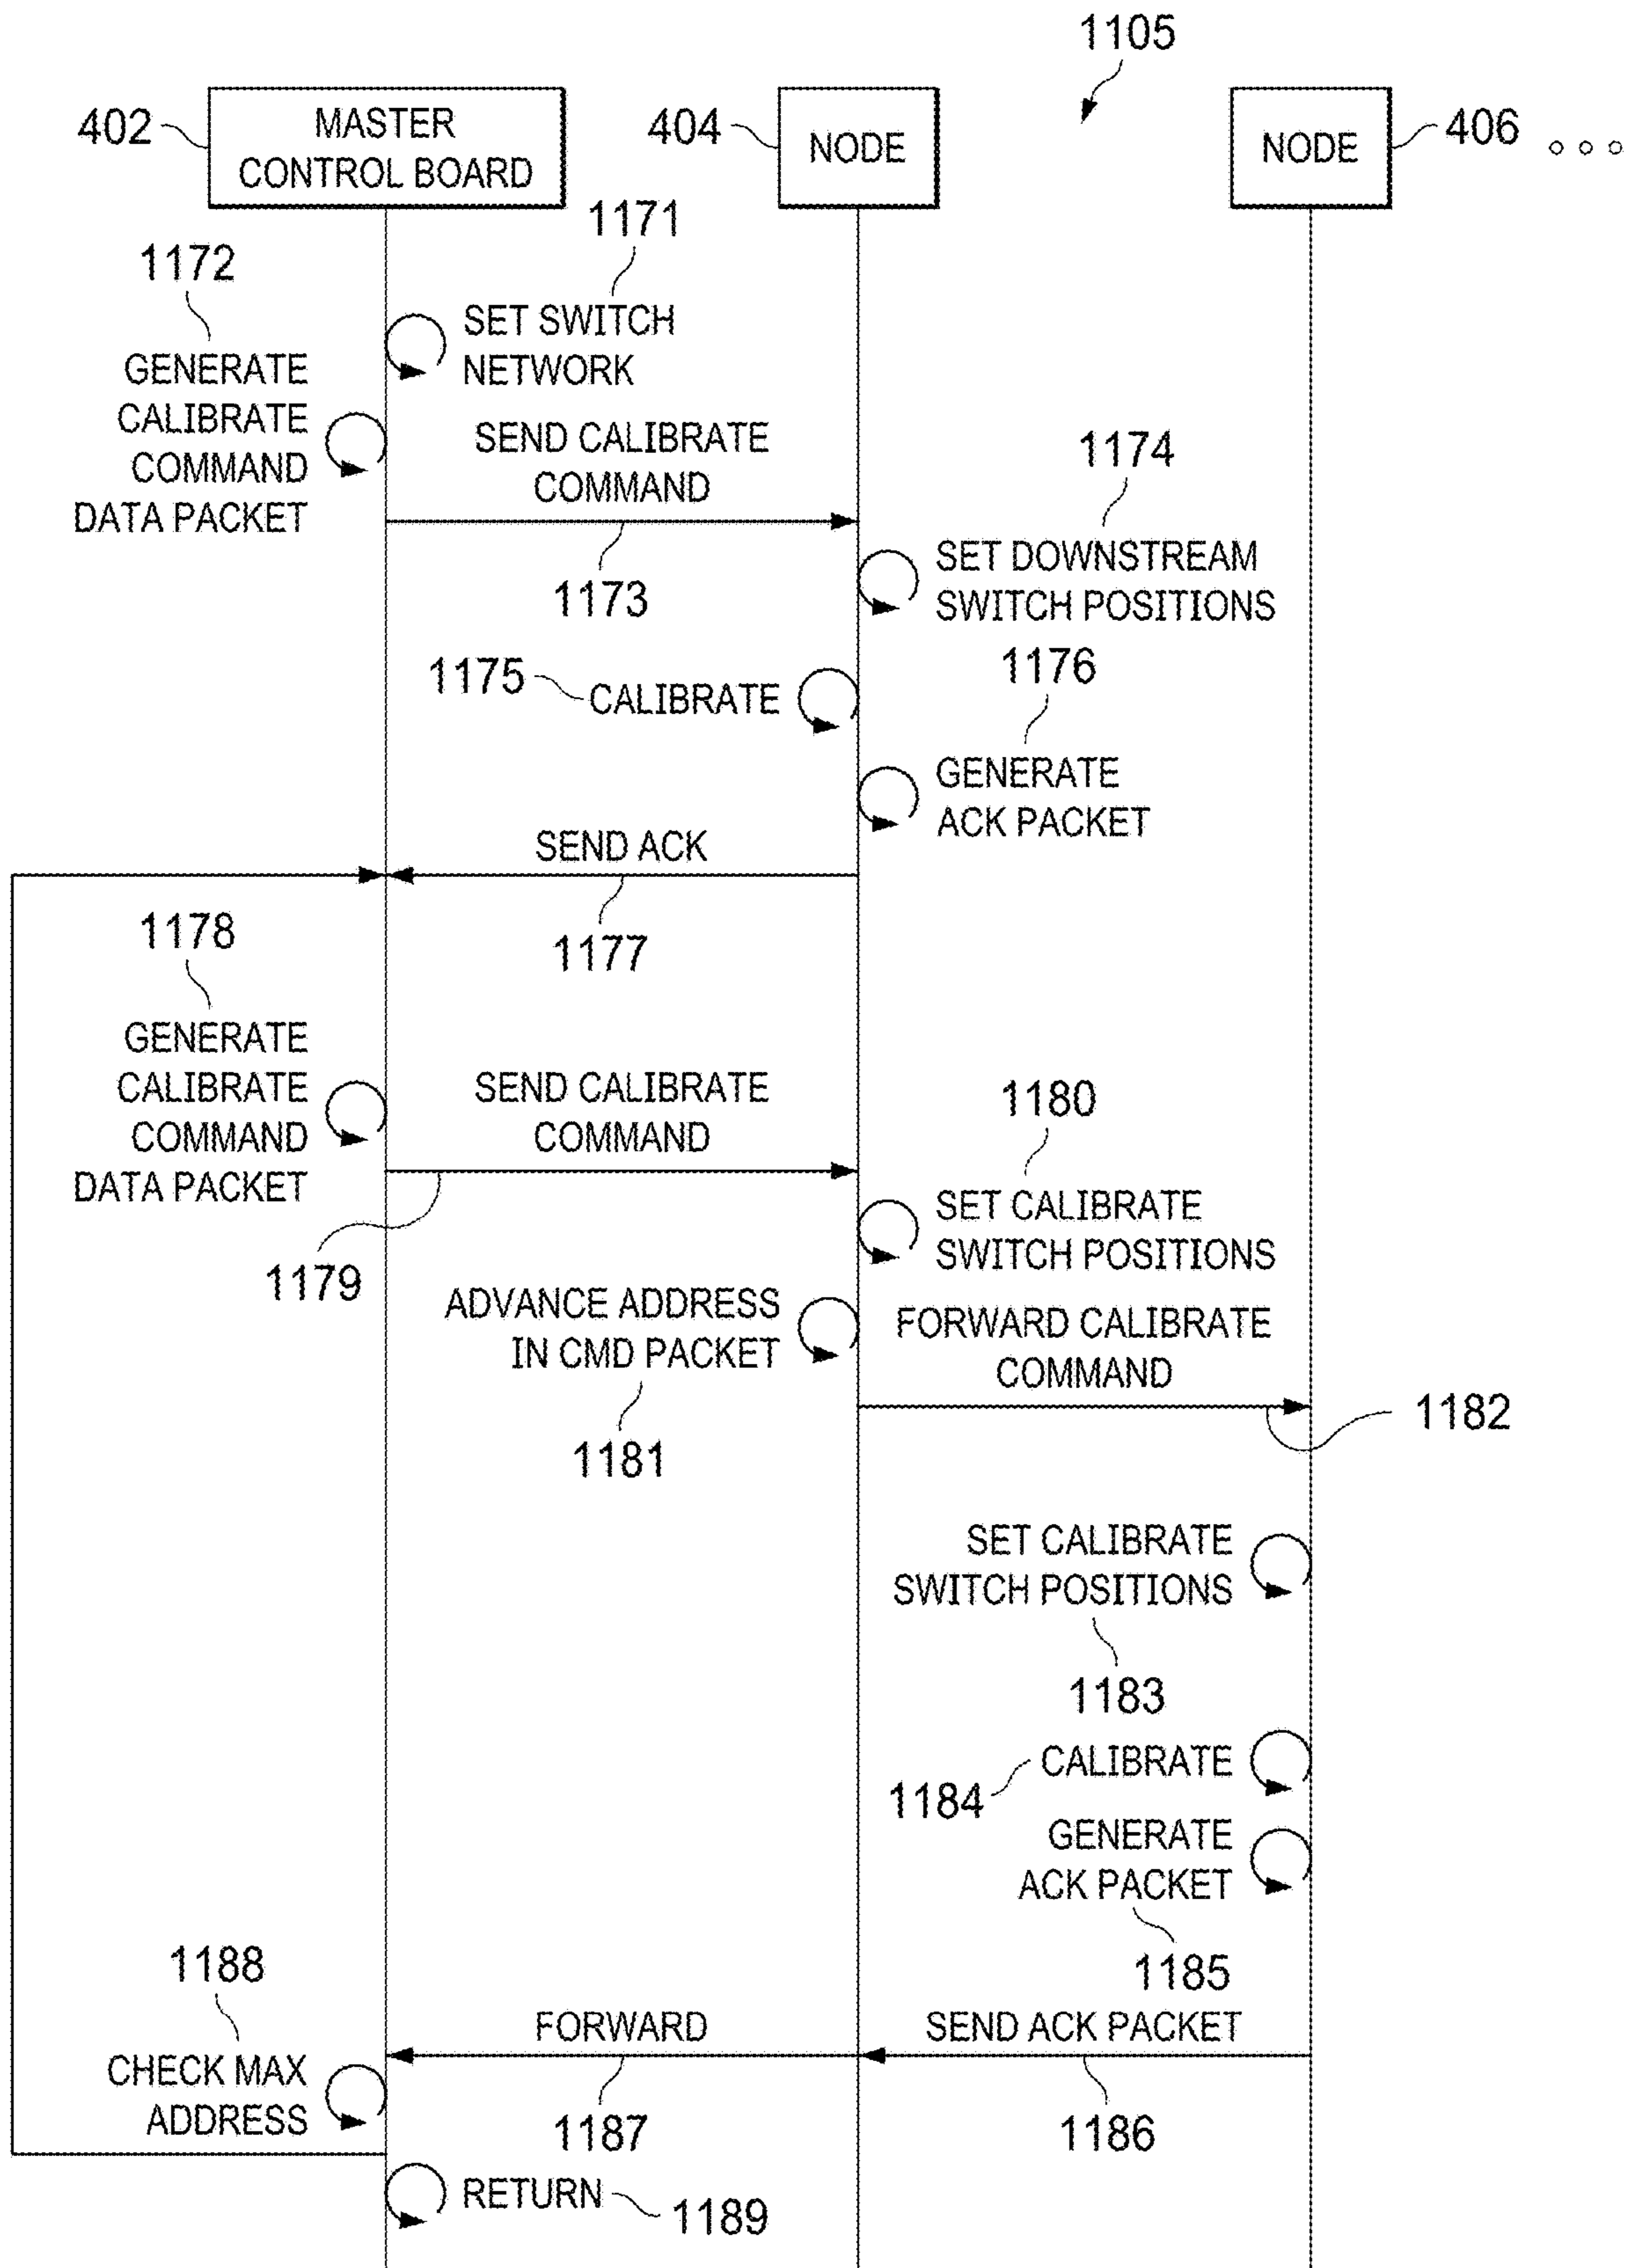 1105
402
MASTER
CONTROL BOARD
404
NODE
NODE
406
1171
1172
SET SWITCH
NETWORK
GENERATE
CALIBRATE
COMMAND
DATA PACKET
SEND CALIBRATE
COMMAND
1173
1174
SET DOWNSTREAM
SWITCH POSITIONS
1175
CALIBRATE
1176
GENERATE
ACK PACKET
SEND ACK
1177
1178
GENERATE
CALIBRATE
COMMAND
DATA PACKET
SEND CALIBRATE
COMMAND
1179
1180
SET CALIBRATE
SWITCH POSITIONS
ADVANCE ADDRESS
IN CMD PACKET
1181
FORWARD CALIBRATE
COMMAND
1182
SET CALIBRATE
SWITCH POSITIONS
1183
CALIBRATE
1184
GENERATE
ACK PACKET
1185
SEND ACK PACKET
1186
FORWARD
1187
1188
CHECK MAX
ADDRESS
RETURN
1189